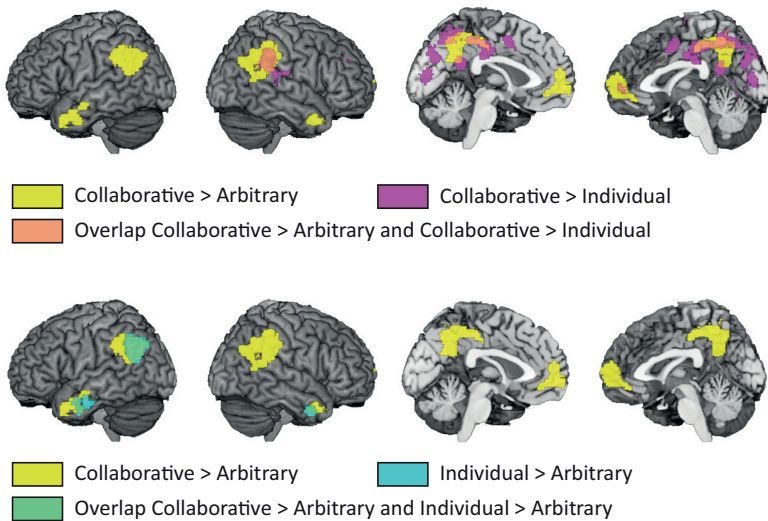 Collaborative > Arbitrary
Collaborative > Individual
Overlap Collaborative > Arbitrary and Collaborative > Individual
Collaborative > Arbitrary
Individual > Arbitrary
Overlap Collaborative > Arbitrary and Individual > Arbitrary